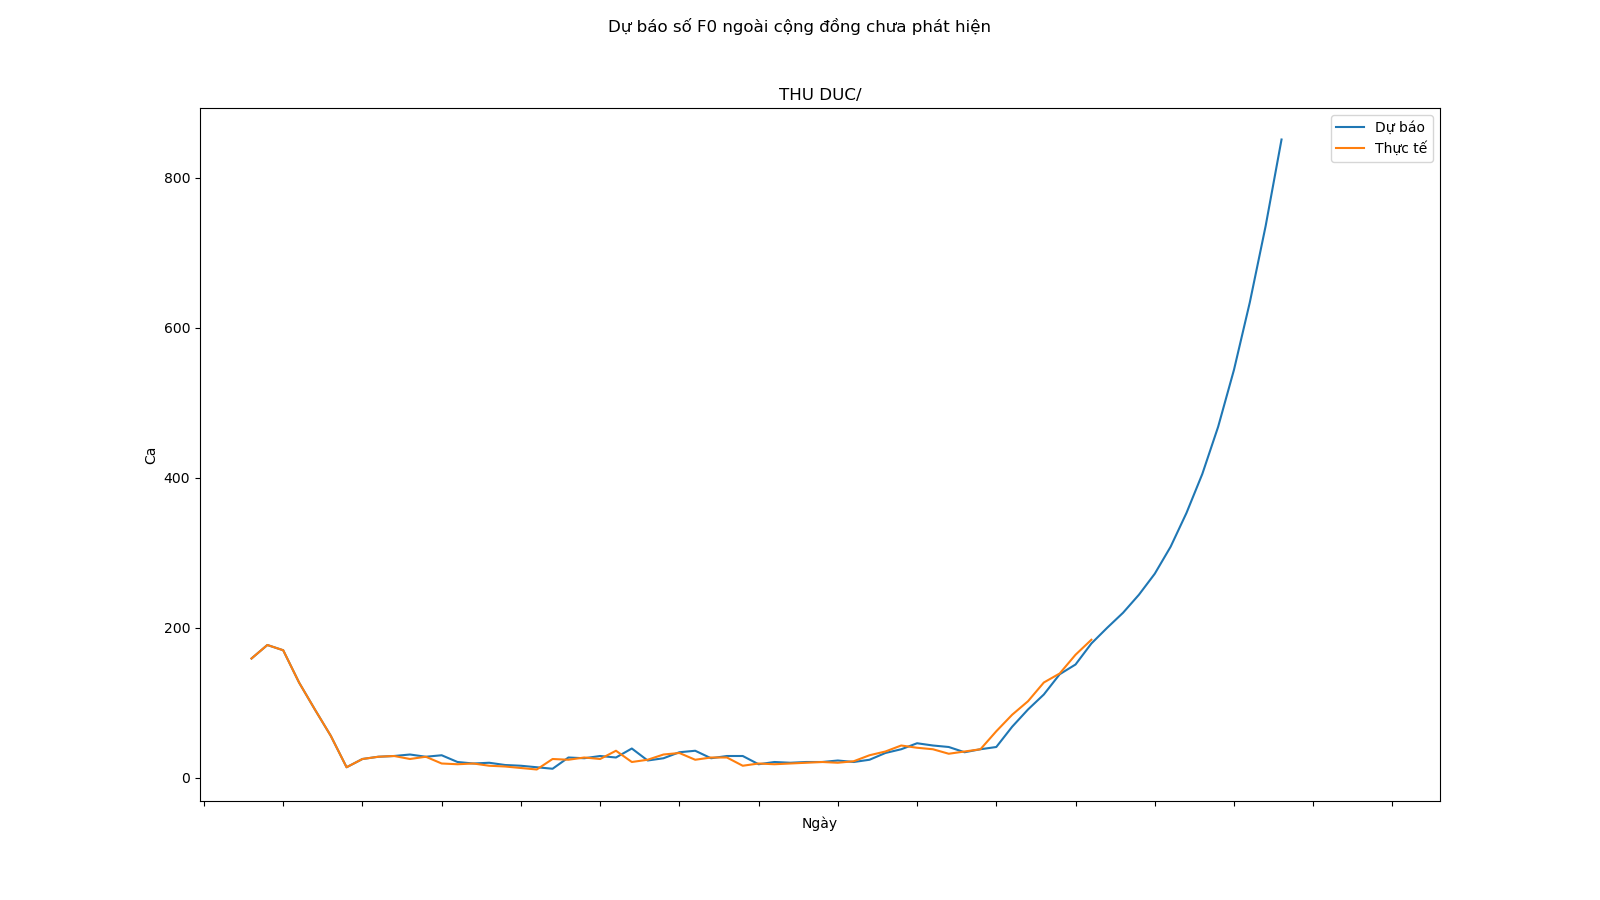 Dự báo số F0 ngoài cộng đồng chưa phát hiện
THU DUC/
Dự báo
Thực tế
800
600
400
200
0
Ca
Ngày